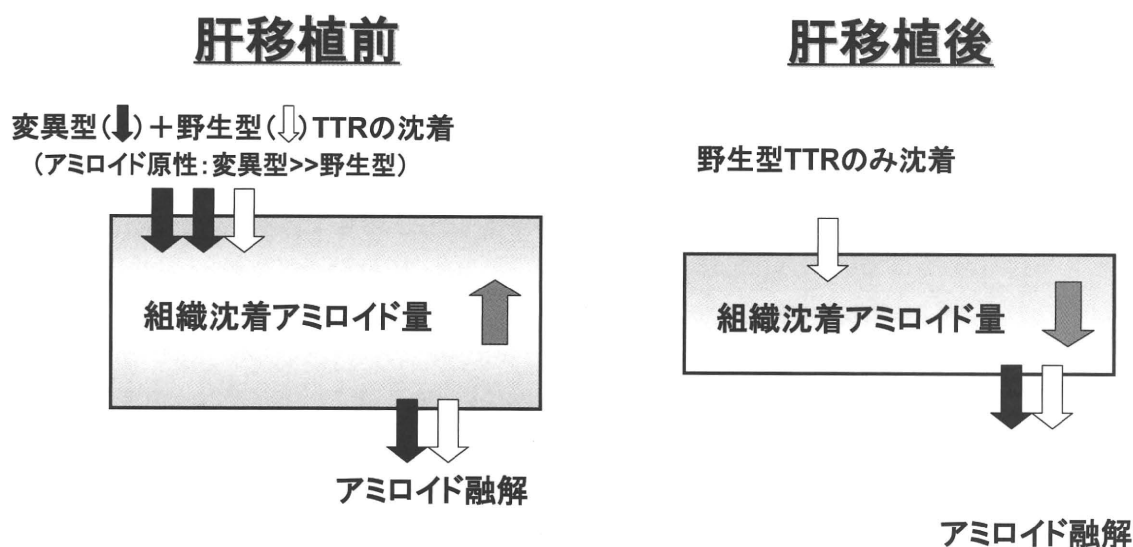 肝移植前
変異型(⬇)+野生型(⇩)TTRの沈着
(アミロイド原性:変異型>>野生型)
組織沈着アミロイド量
アミロイド融解
肝移植後
野生型TTRのみ沈着
組織沈着アミロイド量
アミロイド融解